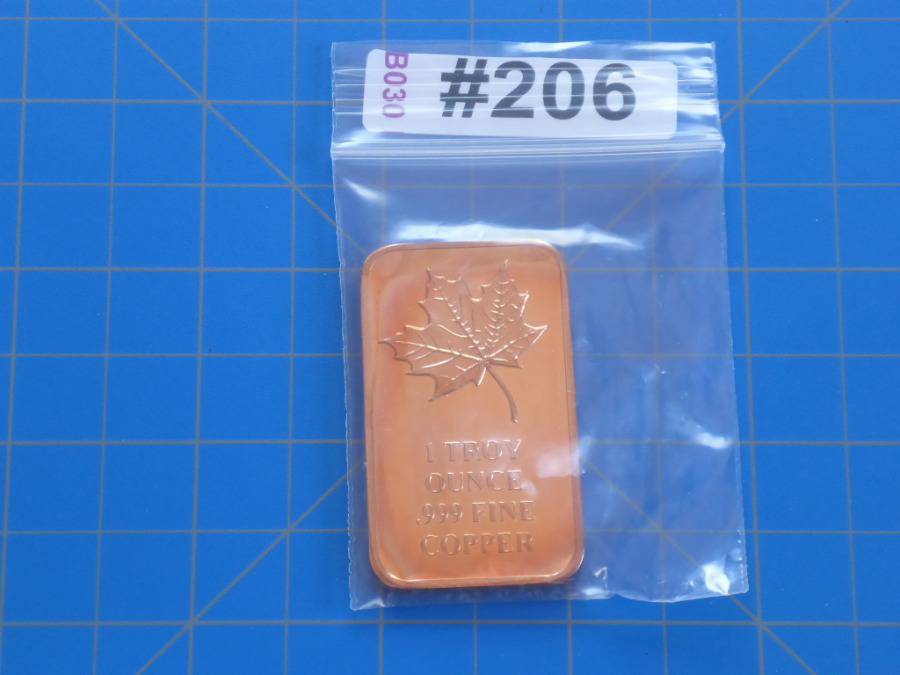 B030
#206
1 TROY
OUNCE
.999 FINE
COPPER